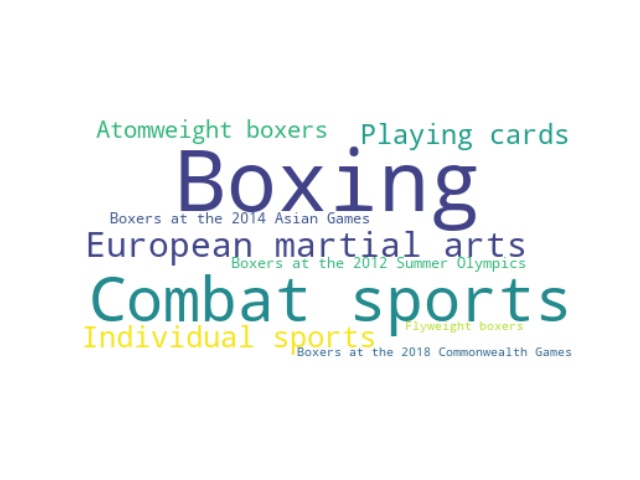 Atomweight boxers
Playing cards
Boxing
Boxers at the 2014 Asian Games
European martial arts
Boxers at the 2012 Summer Olympics
Combat sports
Flyweight boxers
Individual sports
Boxers at the 2018 Commonwealth Games